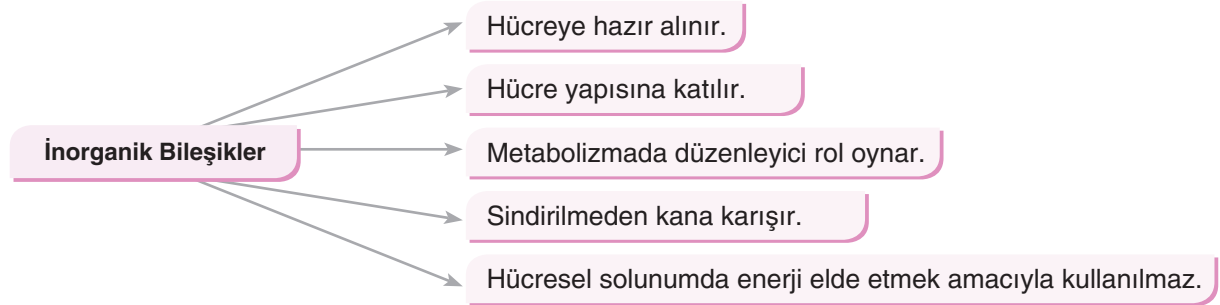 Hücreye hazır alınır.
Hücre yapısına katılır.
İnorganik Bileşikler
Metabolizmada düzenleyici rol oynar.
Sindirilmeden kana karışır.
Hücresel solunumda enerji elde etmek amacıyla kullanılmaz.